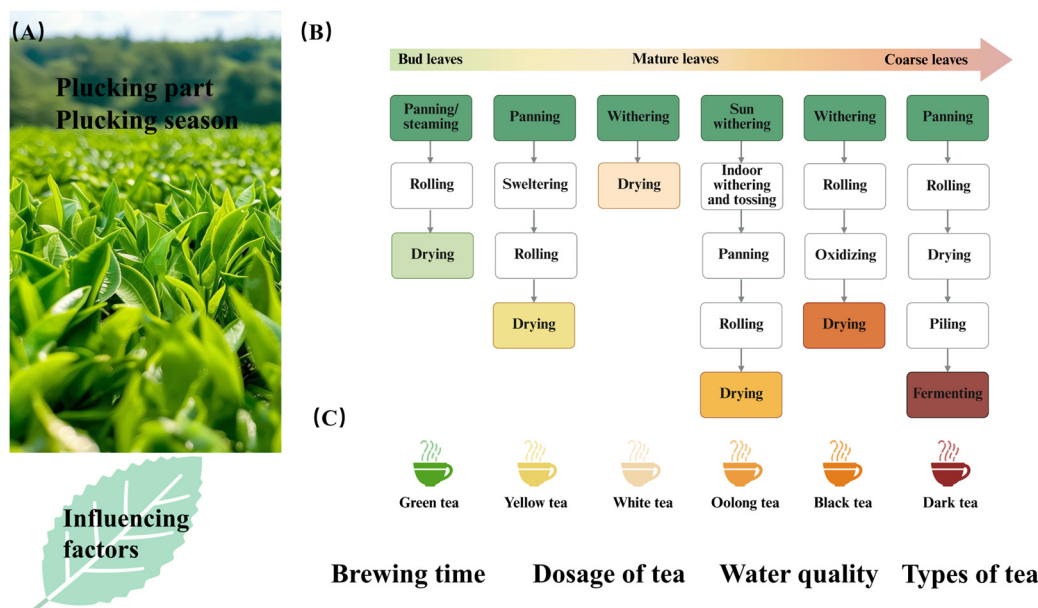 (A)
Plucking part
Plucking season
Influencing
factors
(B)
Bud leaves
Mature leaves
Coarse leaves
Panning/
steaming
Rolling
Drying
Panning
Sweltering
Rolling
Drying
Withering
Drying
Sun
withering
Indoor
withering
and tossing
Panning
Rolling
Drying
Withering
Rolling
Oxidizing
Drying
Panning
Rolling
Drying
Piling
Fermenting
(C)
Green tea
Yellow tea
White tea
Oolong tea
Black tea
Dark tea
Brewing time
Dosage of tea
Water quality
Types of tea